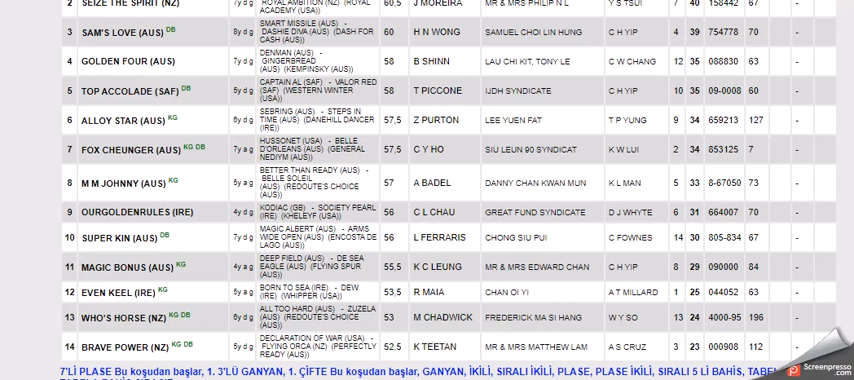 2 SEIZE THE SPIRIT (NZ) 7y d g ROYAL AMBITION (NZ) (ROYAL ACADEMY (USA)) 60,5 J MOREIRA MR & MRS PHILIP N L Y S TSUI 7 40 158442 67 -
3 SAM'S LOVE (AUS) DB 8y d g SMART MISSILE (AUS) - DASHIE DIVA (AUS) (DASH FOR CASH (AUS)) 60 H N WONG SAMUEL CHOI LIN HUNG C H YIP 4 39 754778 70 -
4 GOLDEN FOUR (AUS) 7y d g DENMAN (AUS) - GINGERBREAD (AUS) (KEMPINSKY (AUS)) 58 B SHINN LAU CHI KIT, TONY LE C W CHANG 12 35 088830 63 -
5 TOP ACCOLADE (SAF) DB 6y d g CAPTAIN AL (SAF) - VALOR RED (SAF) (WESTERN WINTER (USA)) 58 T PICCONE IJDH SYNDICATE C H YIP 10 35 09-0008 60 -
6 ALLOY STAR (AUS) KG 6y d g SEBRING (AUS) - STEPS IN TIME (AUS) (DANEHILL DANCER (IRE)) 57,5 Z PURTON LEE YUEN FAT T P YUNG 9 34 659213 127 -
7 FOX CHEUNGER (AUS) KG DB 7y a g HUSSONET (USA) - BELLE D'ORLEANS (AUS) (GENERAL NEDIYM (AUS)) 57,5 C Y HO SIU LEUN 90 SYNDICAT K W LUI 2 34 853125 7 -
8 M M JOHNNY (AUS) KG 6y d g BETTER THAN READY (AUS) - BELLE SOLEIL (AUS) (REDOUTE'S CHOICE (AUS)) 57 A BADEL DANNY CHAN KWAN MUN K L MAN 5 33 8-67050 73 -
9 OURGOLDENRULES (IRE) 4y d g KODIAC (GB) - SOCIETY PEARL (IRE) (KHELEYF (USA)) 56 C L CHAU GREAT FUND SYNDICATE D J WHYTE 6 31 664007 70 -
10 SUPER KIN (AUS) DB 7y d g MAGIC ALBERT (AUS) - ARMS WIDE OPEN (AUS) (ENCOSTA DE LAGO (AUS)) 56 L FERRARIS CHONG SIU PUI C FOWNES 14 30 805-834 67 -
11 MAGIC BONUS (AUS) KG 4y a g DEEP FIELD (AUS) - DE SEA EAGLE (AUS) (FLYING SPUR (AUS)) 55,5 K C LEUNG MR & MRS EDWARD CHAN C H YIP 8 29 090000 84 -
12 EVEN KEEL (IRE) KG 6y a g BORN TO SEA (IRE) - DEW (IRE) (WHIPPER (USA)) 53,5 R MAIA CHAN OI YI A T MILLARD 1 25 044052 63 -
13 WHO'S HORSE (NZ) KG DB 6y d g ALL TOO HARD (AUS) - ZUZELA (AUS) (REDOUTE'S CHOICE (AUS)) 53 M CHADWICK FREDERICK MA SI HANG W Y SO 13 24 4000-95 196 -
14 BRAVE POWER (NZ) KG DB 5y d g DECLARATION OF WAR (USA) - FLYING ORCA (NZ) (PERFECTLY READY (AUS)) 52,5 K TEETAN MR & MRS MATTHEW LAM A S CRUZ 3 23 000908 112 -
7'Lİ PLASE Bu koşudan başlar, 1. 3'LÜ GANYAN, 1. ÇİFTE Bu koşudan başlar, GANYAN, İKİLİ, SIRALI İKİLİ, PLASE, PLASE İKİLİ, SIRALI 5 Lİ BAHİS, TABE
Screenpresso
.com